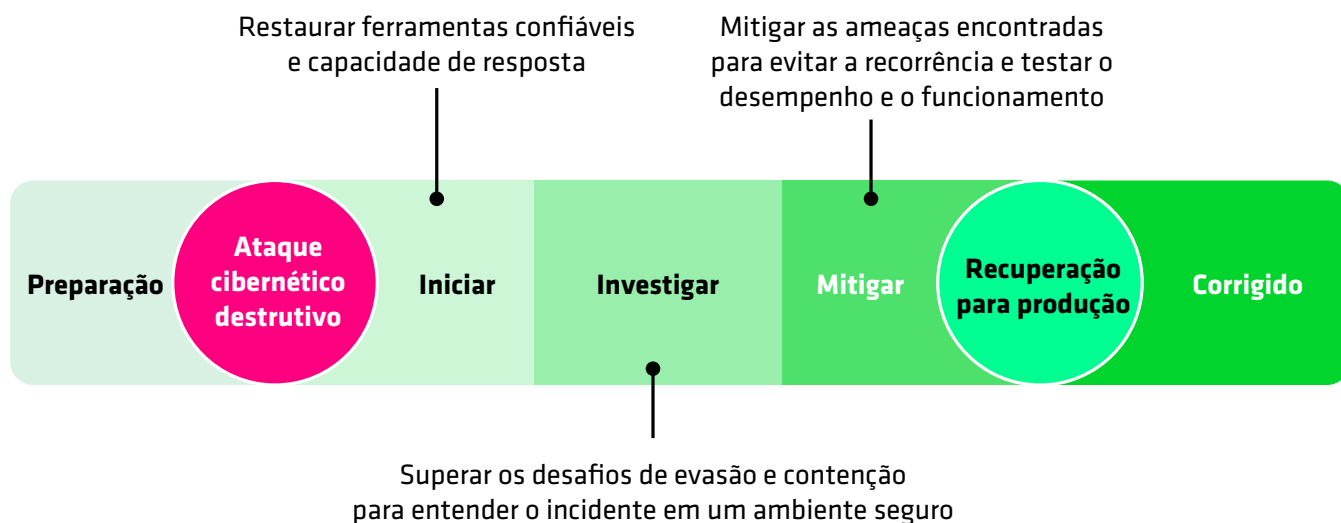 Restaurar ferramentas confiáveis
e capacidade de resposta
Mitigar as ameaças encontradas
para evitar a recorrência e testar o
desempenho e o funcionamento
Preparação
Ataque
cibernético
destrutivo
Iniciar
Investigar
Mitigar
Recuperação
para produção
Corrigido
Superar os desafios de evasão e contenção
para entender o incidente em um ambiente seguro